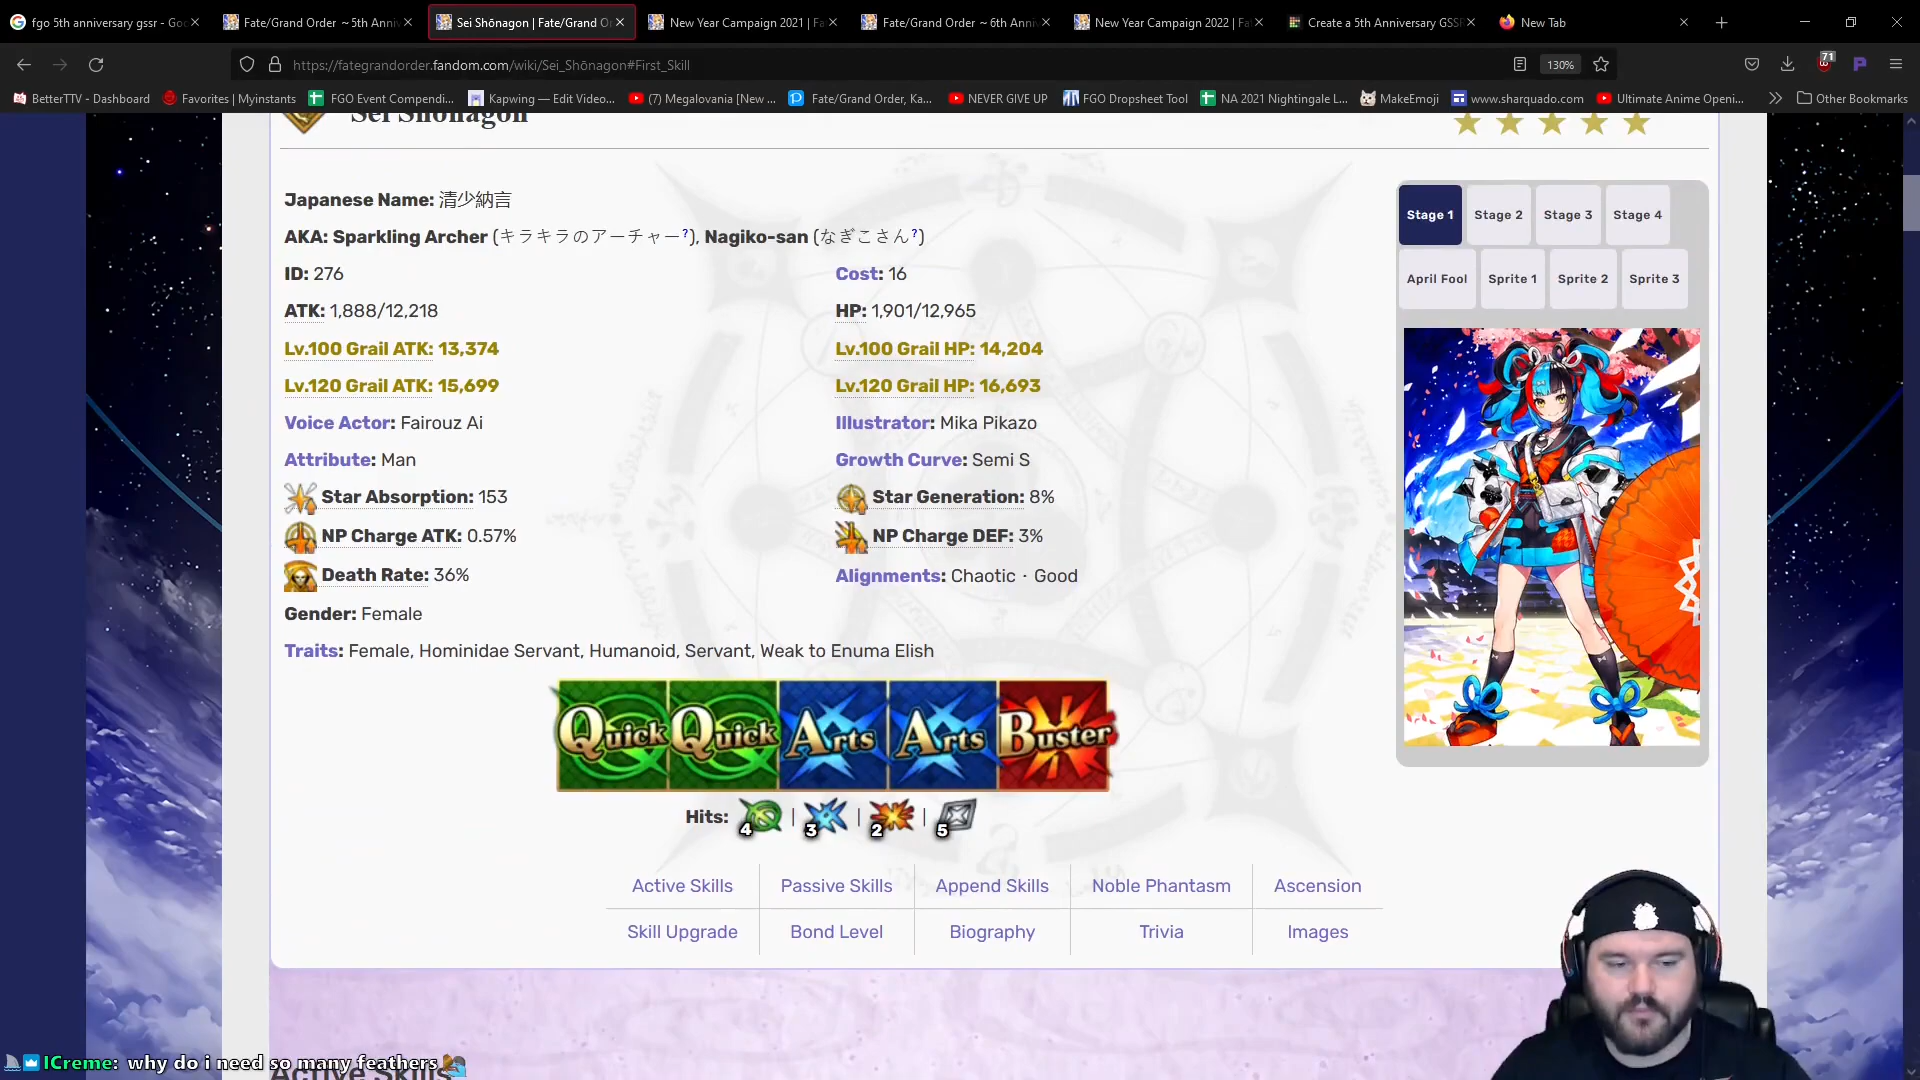 fgo 5th anniversary gssr - Goo
Fate/Grand Order ～5th Anniv
Sei Shōnagon | Fate/Grand Or
New Year Campaign 2021 | Fa
Fate/Grand Order ～6th Anniv
New Year Campaign 2022 | Fat
Create a 5th Anniversary GSSR
New Tab
https://fategrandorder.fandom.com/wiki/Sei_Shōnagon#First_Skill
130%
71
BetterTTV - Dashboard
Favorites | Myinstants
FGO Event Compendi...
Kapwing — Edit Video...
(7) Megalovania [New ...
Fate/Grand Order, Ka...
NEVER GIVE UP
FGO Dropsheet Tool
NA 2021 Nightingale L...
MakeEmoji
www.sharquado.com
Ultimate Anime Openi...
Other Bookmarks
Sei Shōnagon
Japanese Name: 清少納言
AKA: Sparkling Archer (キラキラのアーチャー?), Nagiko-san (なぎこさん?)
ID: 276
Cost: 16
ATK: 1,888/12,218
HP: 1,901/12,965
Lv.100 Grail ATK: 13,374
Lv.100 Grail HP: 14,204
Lv.120 Grail ATK: 15,699
Lv.120 Grail HP: 16,693
Voice Actor: Fairouz Ai
Illustrator: Mika Pikazo
Attribute: Man
Growth Curve: Semi S
Star Absorption: 153
Star Generation: 8%
NP Charge ATK: 0.57%
NP Charge DEF: 3%
Death Rate: 36%
Alignments: Chaotic · Good
Gender: Female
Traits: Female, Hominidae Servant, Humanoid, Servant, Weak to Enuma Elish
Quick Quick Arts Arts Buster
Hits: 4 | 3 | 2 | 5
Active Skills
Passive Skills
Append Skills
Noble Phantasm
Ascension
Skill Upgrade
Bond Level
Biography
Trivia
Images
Stage 1
Stage 2
Stage 3
Stage 4
April Fool
Sprite 1
Sprite 2
Sprite 3
ICreme: why do i need so many feathers
Active Skills